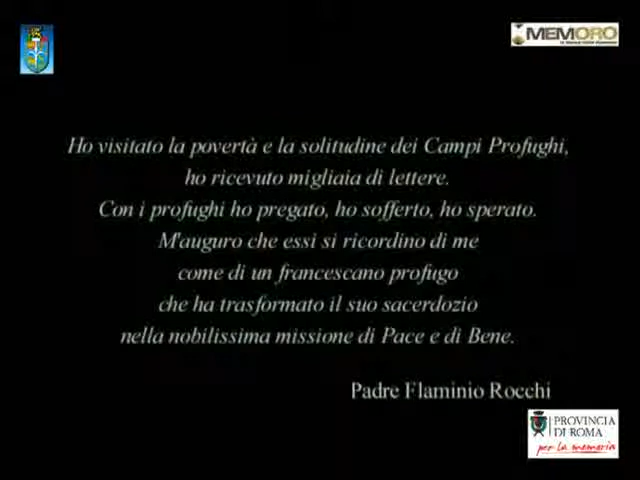 MEMORO
Ho visitato la povertà e la solitudine dei Campi Profughi,
ho ricevuto migliaia di lettere.
Con i profughi ho pregato, ho sofferto, ho sperato.
M'auguro che essi si ricordino di me
come di un francescano profugo
che ha trasformato il suo sacerdozio
nella nobilissima missione di Pace e di Bene.
Padre Flaminio Rocchi
PROVINCIA
DI ROMA
per la memoria